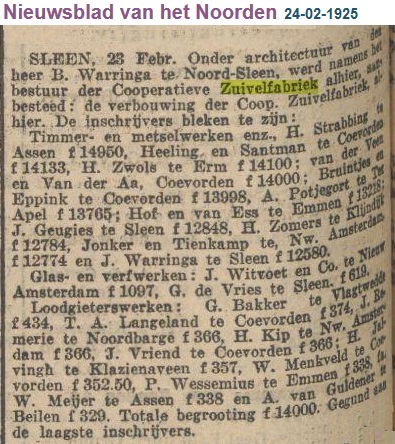 Nieuwsblad van het Noorden 24-02-1925
SLEEN, 23 Febr. Onder architectuur van den
heer B. Warringa te Noord-Sleen, werd namens het
bestuur der Cooperatieve Zuivelfabriek alhier, aan-
besteed: de verbouwing der Coop. Zuivelfabriek, al-
hier. De inschrijvers bleken te zijn:
Timmer- en metselwerken enz., H. Strabbing te
Assen f 14950, Heeling en Santman te Coevorden
f 14133, H. Zwols te Erm f 14100; van der Veen
en Van der Aa, Coevorden f 14000; Bruintjes en
Eppink te Coevorden f 13998, A. Potjegort te Ter
Apel f 13765; Hof en van Ess te Emmen f 13218;
J. Geugies te Sleen f 12848, H. Zomers te Klijndijk
f 12784, Jonker en Tienkamp te, Nw. Amsterdam
f 12774 en J. Warringa te Sleen f 12580.
Glas- en verfwerken: J. Witvoet en Co. te Nieuw
Amsterdam f 1097, G. de Vries te Sleen. f 619.
Loodgieterswerken: G. Bakker te Vlagtwedde
f 434, T. A. Langeland te Coevorden f 374, J.
merie te Noordbarge f 366, H. Kip te Nw. Amster-
dam f 366, J. Vriend te Coevorden f 366; H.
vingh te Klazienaveen f 357, W. Menkveld te Coe-
vorden f 352.50, P. Wessemius te Emmen f 338,
W. Meijer te Assen f 338 en A. van Guldener te
Beilen f 329. Totale begrooting f 14000. Gegund aan
de laagste inschrijvers.